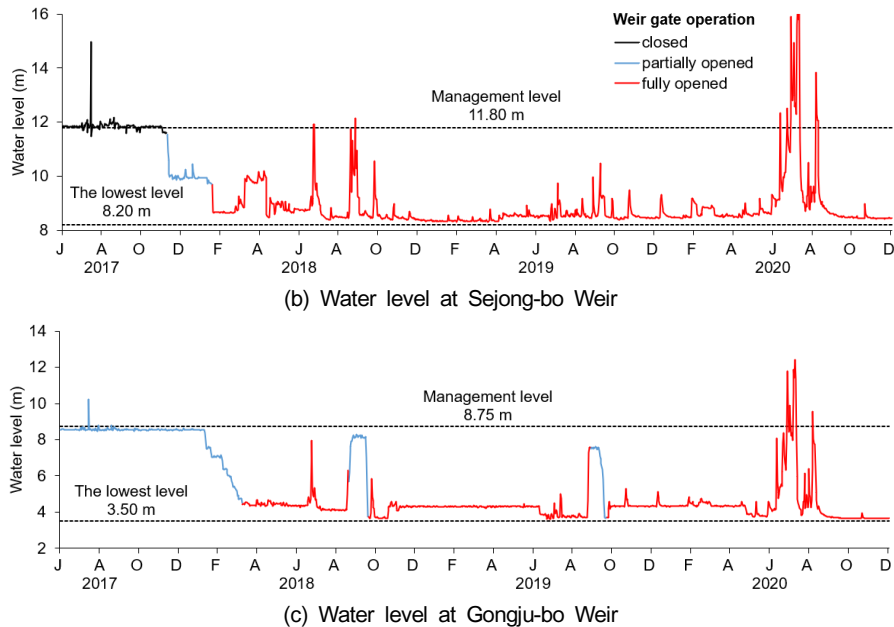 16
14
12
10
8
6
4
Water level (m)
Weir gate operation
closed
partially opened
fully opened
Management level
11.80 m
The lowest level
8.20 m
J A O D F A J A O D F A J A O D F A J A O D
2017 2018 2019 2020
(b) Water level at Sejong-bo Weir
14
12
10
8
6
4
2
Water level (m)
Management level
8.75 m
The lowest level
3.50 m
J A O D F A J A O D F A J A O D F A J A O D
2017 2018 2019 2020
(c) Water level at Gongju-bo Weir